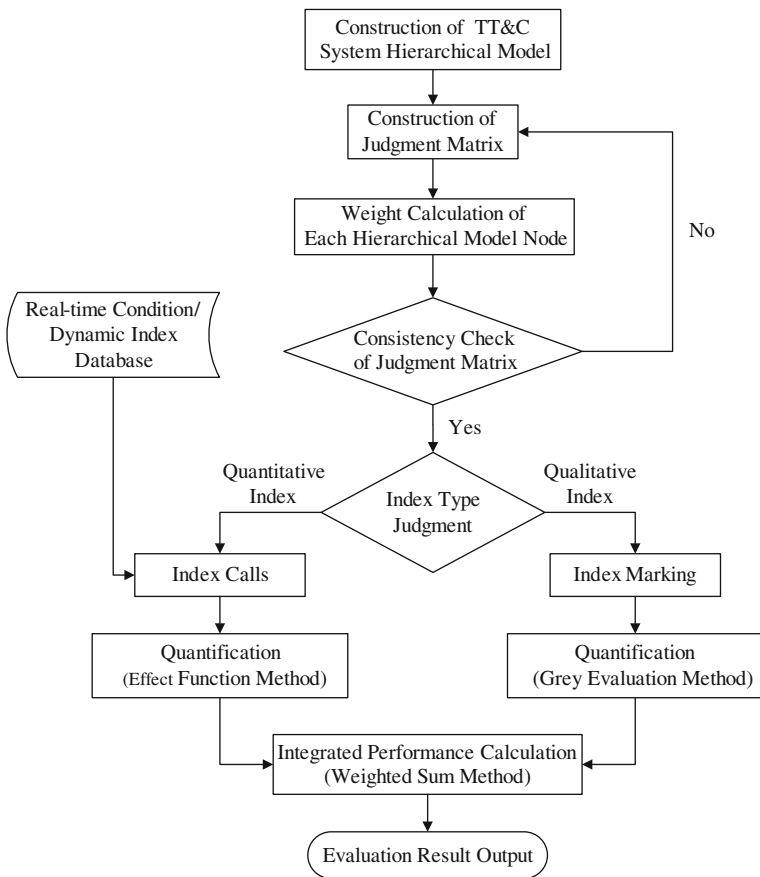 Construction of TT&C
System Hierarchical Model
Construction of
Judgment Matrix
Weight Calculation of
Each Hierarchical Model Node
No
Real-time Condition/
Dynamic Index
Database
Consistency Check
of Judgment Matrix
Yes
Quantitative
Index
Qualitative
Index
Index Type
Judgment
Index Calls
Index Marking
Quantification
(Effect Function Method)
Quantification
(Grey Evaluation Method)
Integrated Performance Calculation
(Weighted Sum Method)
Evaluation Result Output